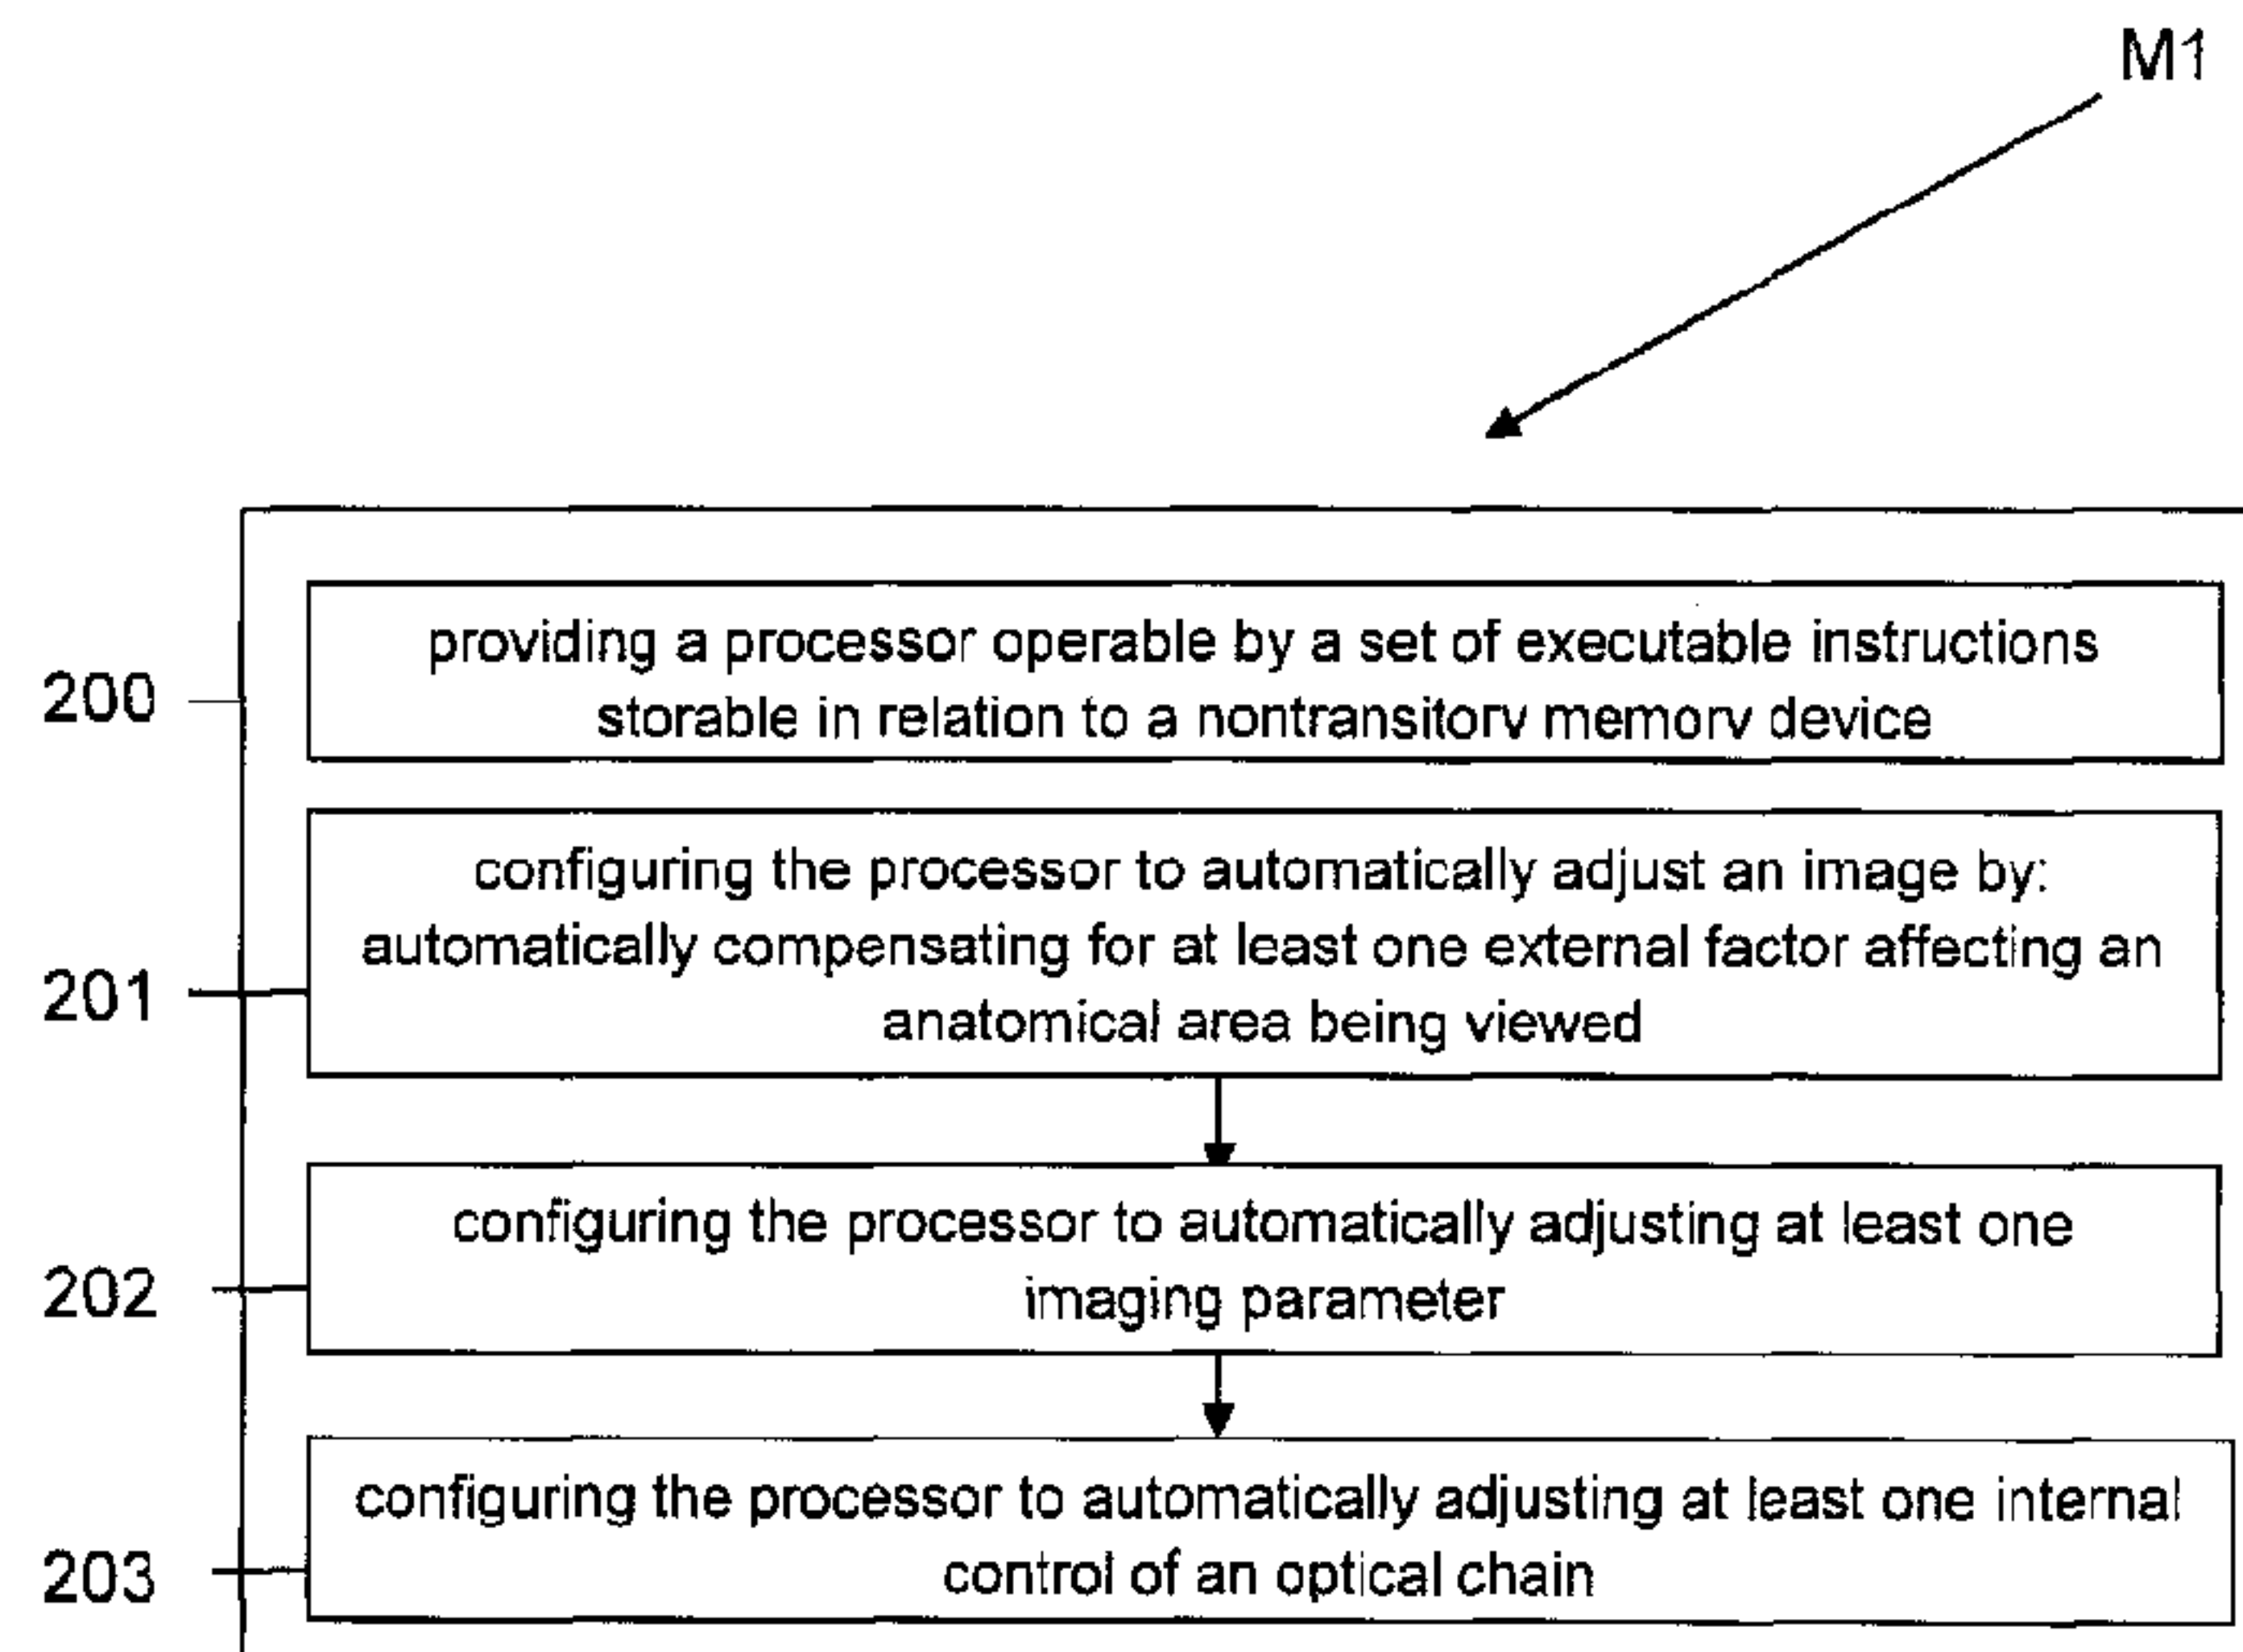 M1
200
providing a processor operable by a set of executable instructions
storable in relation to a nontransitory memory device
201
configuring the processor to automatically adjust an image by:
automatically compensating for at least one external factor affecting an
anatomical area being viewed
202
configuring the processor to automatically adjusting at least one
imaging parameter
203
configuring the processor to automatically adjusting at least one internal
control of an optical chain